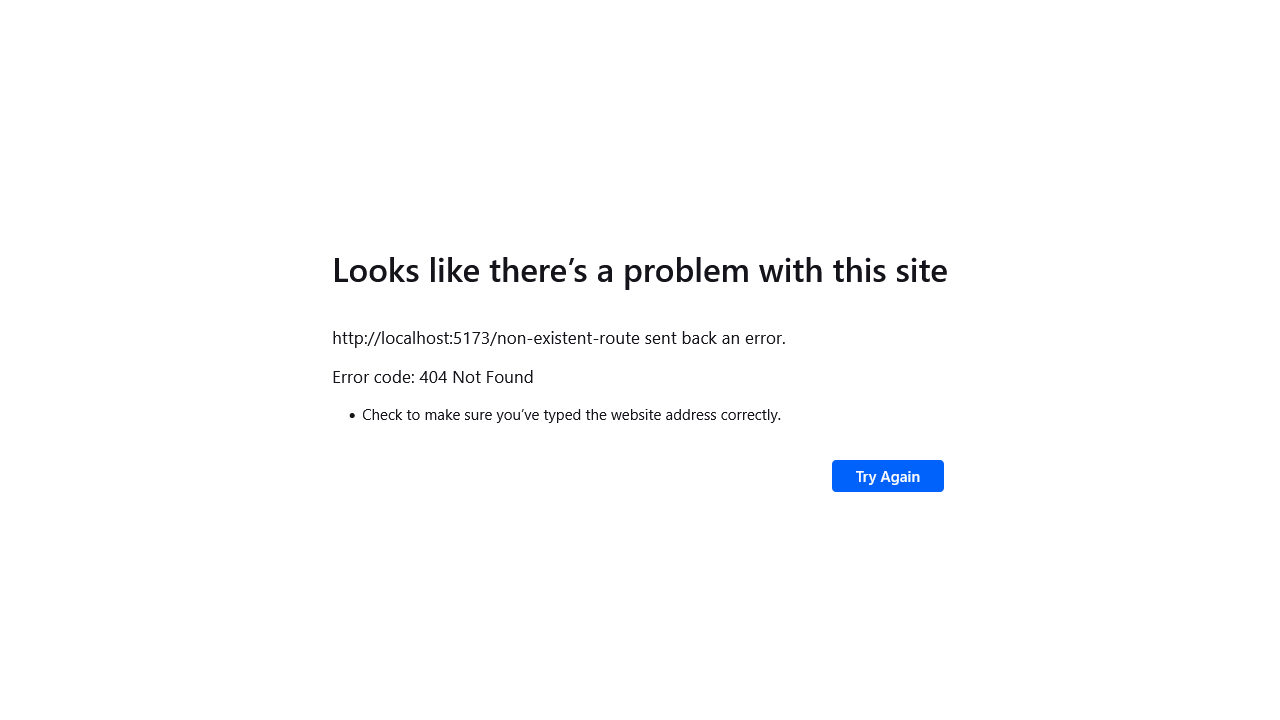 Looks like there’s a problem with this site
http://localhost:5173/non-existent-route sent back an error.
Error code: 404 Not Found
• Check to make sure you’ve typed the website address correctly.
Try Again